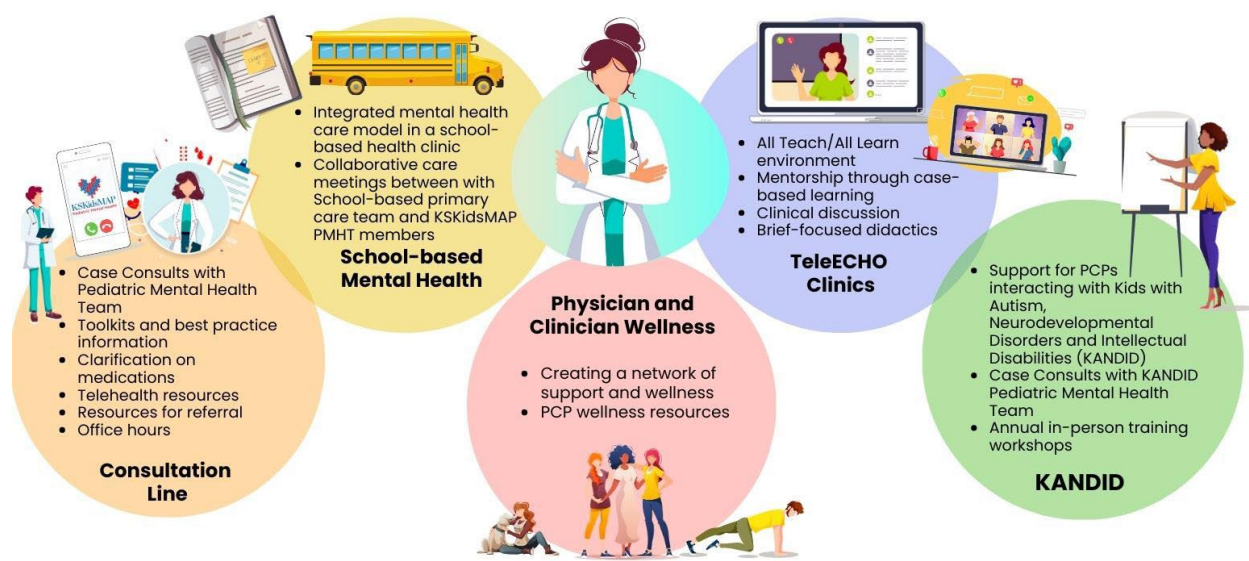 KSKidsMAP
Pediatric Mental Health
• Case Consults with
Pediatric Mental Health
Team
• Toolkits and best practice
information
• Clarification on
medications
• Telehealth resources
• Resources for referral
• Office hours
Consultation
Line
• Integrated mental health
care model in a school-
based health clinic
• Collaborative care
meetings between with
School-based primary
care team and KSKidsMAP
PMHT members
School-based
Mental Health
Physician and
Clinician Wellness
• Creating a network of
support and wellness
• PCP wellness resources
• All Teach/All Learn
environment
• Mentorship through case-
based learning
• Clinical discussion
• Brief-focused didactics
TeleECHO
Clinics
• Support for PCPs
interacting with Kids with
Autism,
Neurodevelopmental
Disorders and Intellectual
Disabilities (KANDID)
• Case Consults with KANDID
Pediatric Mental Health
Team
• Annual in-person training
workshops
KANDID